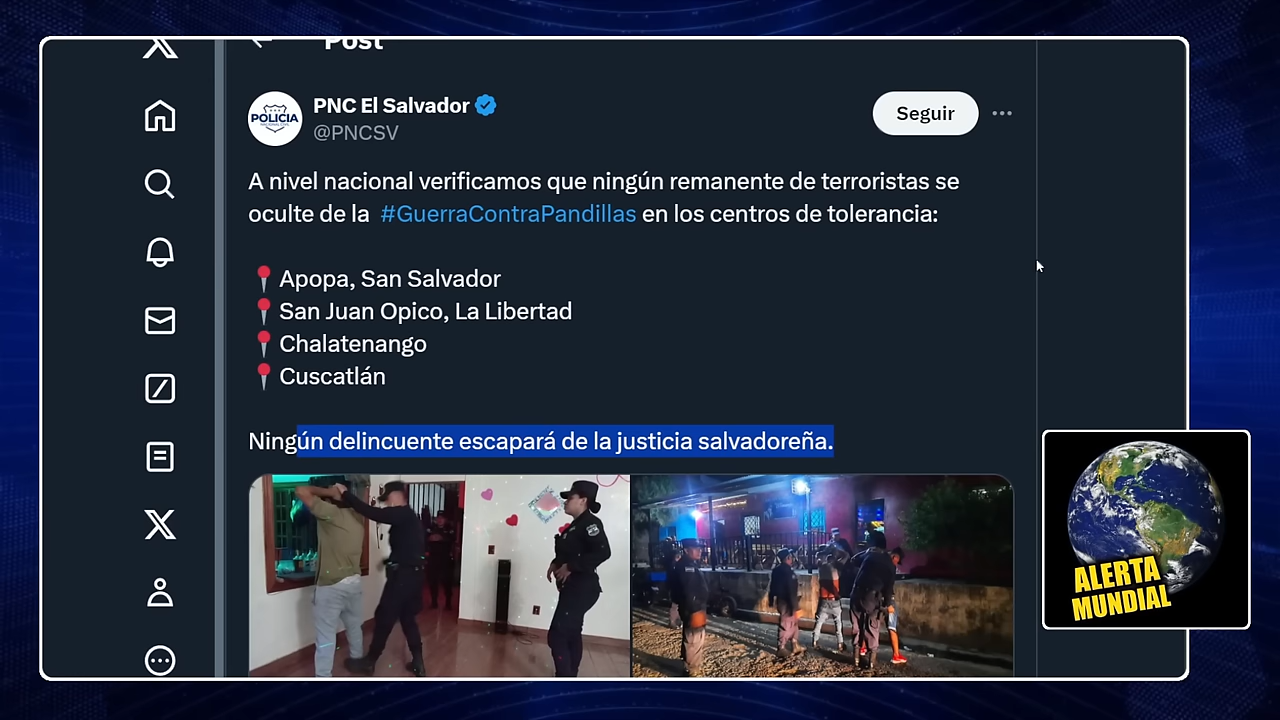 Post
PNC El Salvador
@PNCSV
Seguir
POLICIA
A nivel nacional verificamos que ningún remanente de terroristas se
oculte de la #GuerraContraPandillas en los centros de tolerancia:
Apopa, San Salvador
San Juan Opico, La Libertad
Chalatenango
Cuscatlán
Ningún delincuente escapará de la justicia salvadoreña.
ALERTA
MUNDIAL